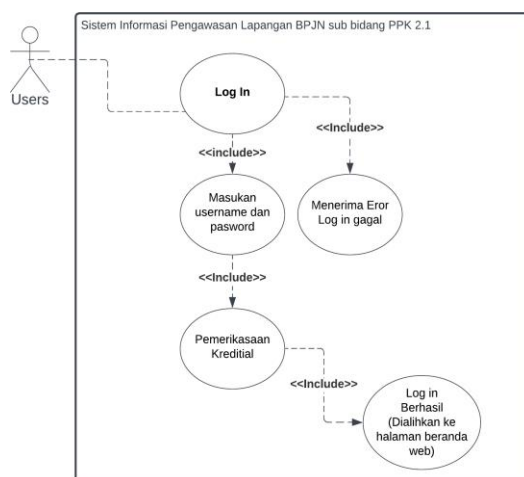 Sistem Informasi Pengawasan Lapangan BPJN sub bidang PPK 2.1
Users
Log In
<<Include>>
<<include>>
Masukan
username dan
pasword
Menerima Eror
Log in gagal
<<Include>>
Pemerikasaan
Kreditial
<<Include>>
Log in
Berhasil
(Dialihkan ke
halaman beranda
web)